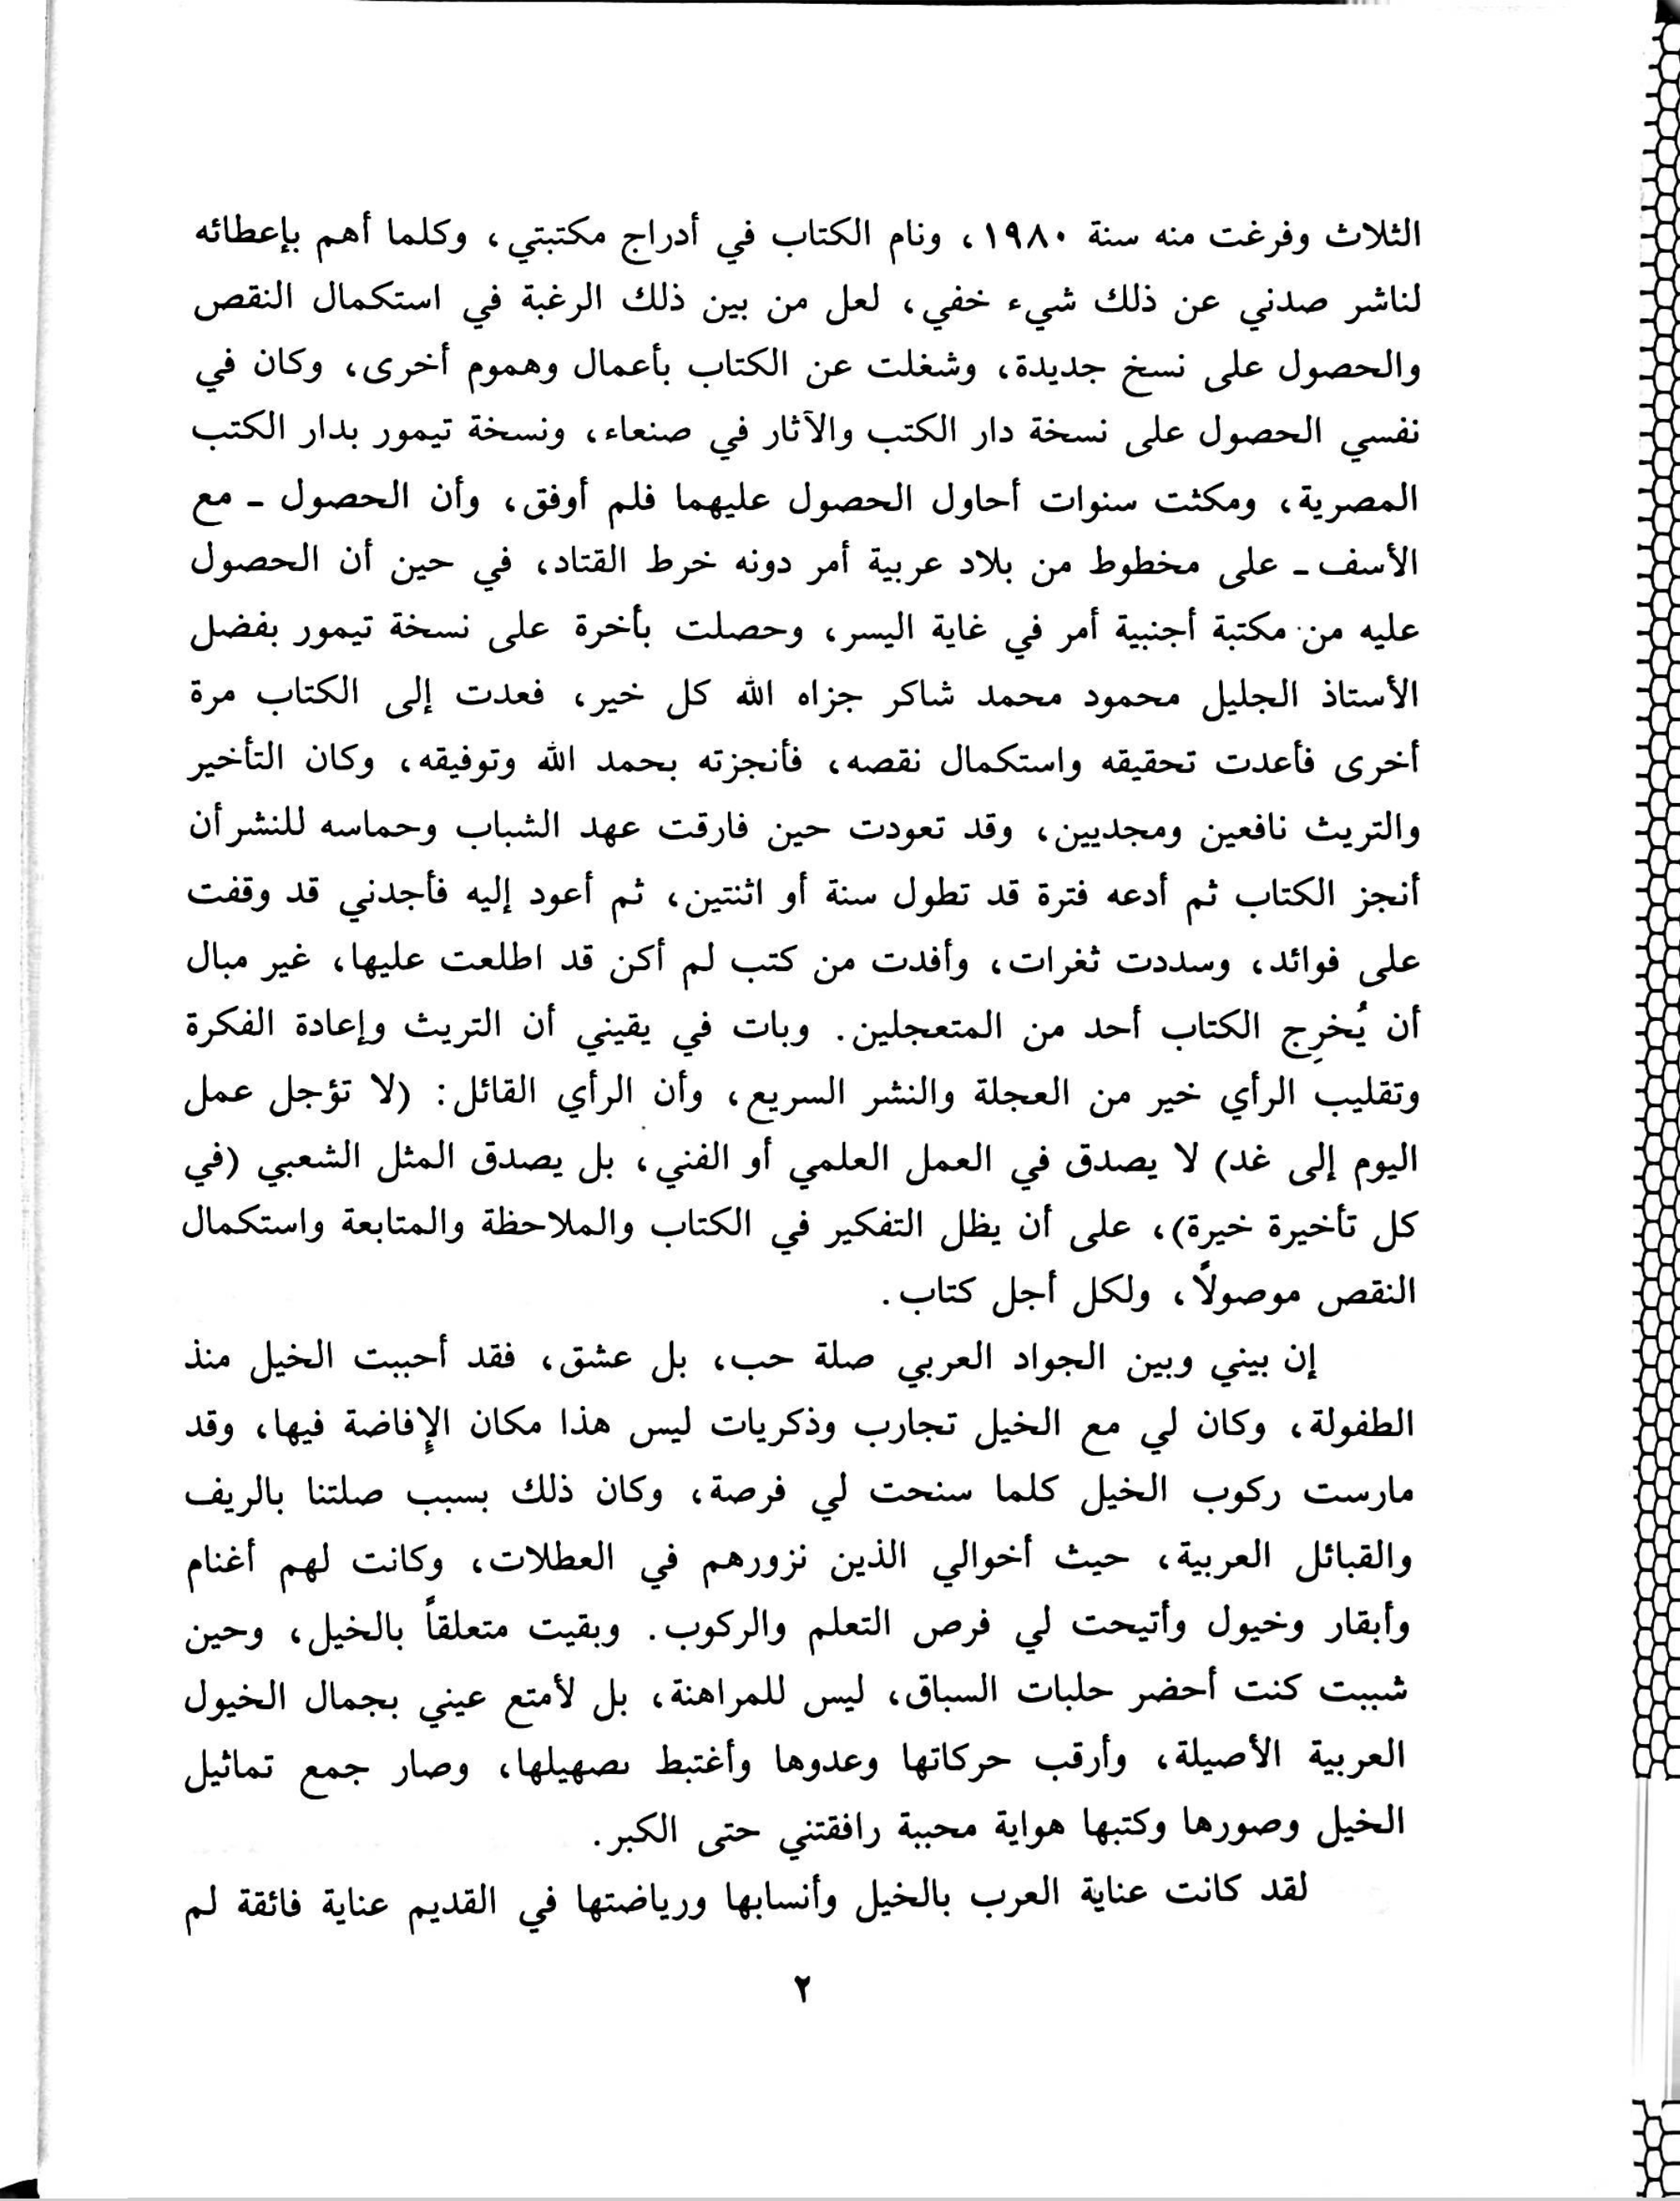 الثلاث وفرغت منه سنة ١٩٨٠، ونام الكتاب في أدراج مكتبتي، وكلما أهم بإعطائه
لناشر صدني عن ذلك شيء خفي، لعل من بين ذلك الرغبة في استكمال النقص
والحصول على نسخ جديدة، وشغلت عن الكتاب بأعمال وهموم أخرى، وكان في
نفسي الحصول على نسخة دار الكتب والآثار في صنعاء، ونسخة تيمور بدار الكتب
المصرية، ومكثت سنوات أحاول الحصول عليهما فلم أوفق، وأن الحصول ـ مع
الأسف ـ على مخطوط من بلاد عربية أمر دونه خرط القتاد، في حين أن الحصول
عليه من مكتبة أجنبية أمر في غاية اليسر، وحصلت بأخرة على نسخة تيمور بفضل
الأستاذ الجليل محمود محمد شاكر جزاه الله كل خير، فعدت إلى الكتاب مرة
أخرى فأعدت تحقيقه واستكمال نقصه، فأنجزته بحمد الله وتوفيقه، وكان التأخير
والتريث نافعين ومجديين، وقد تعودت حين فارقت عهد الشباب وحماسه للنشر أن
أنجز الكتاب ثم أدعه فترة قد تطول سنة أو اثنتين، ثم أعود إليه فأجدني قد وقفت
على فوائد، وسددت ثغرات، وأفدت من كتب لم أكن قد اطلعت عليها، غير مبال
أن يُخرِج الكتاب أحد من المتعجلين. وبات في يقيني أن التريث وإعادة الفكرة
وتقليب الرأي خير من العجلة والنشر السريع، وأن الرأي القائل: (لا تؤجل عمل
اليوم إلى غد) لا يصدق في العمل العلمي أو الفني، بل يصدق المثل الشعبي (في
كل تأخيرة خيرة)، على أن يظل التفكير في الكتاب والملاحظة والمتابعة واستكمال
النقص موصولاً، ولكل أجل كتاب.
إن بيني وبين الجواد العربي صلة حب، بل عشق، فقد أحببت الخيل منذ
الطفولة، وكان لي مع الخيل تجارب وذكريات ليس هذا مكان الإفاضة فيها، وقد
مارست ركوب الخيل كلما سنحت لي فرصة، وكان ذلك بسبب صلتنا بالريف
والقبائل العربية، حيث أخوالي الذين نزورهم في العطلات، وكانت لهم أغنام
وأبقار وخيول وأتيحت لي فرص التعلم والركوب. وبقيت متعلقاً بالخيل، وحين
شببت كنت أحضر حلبات السباق، ليس للمراهنة، بل لأمتع عيني بجمال الخيول
العربية الأصيلة، وأرقب حركاتها وعدوها وأغتبط بصهيلها، وصار جمع تماثيل
الخيل وصورها وكتبها هواية محببة رافقتني حتى الكبر.
لقد كانت عناية العرب بالخيل وأنسابها ورياضتها في القديم عناية فائقة لم
٢